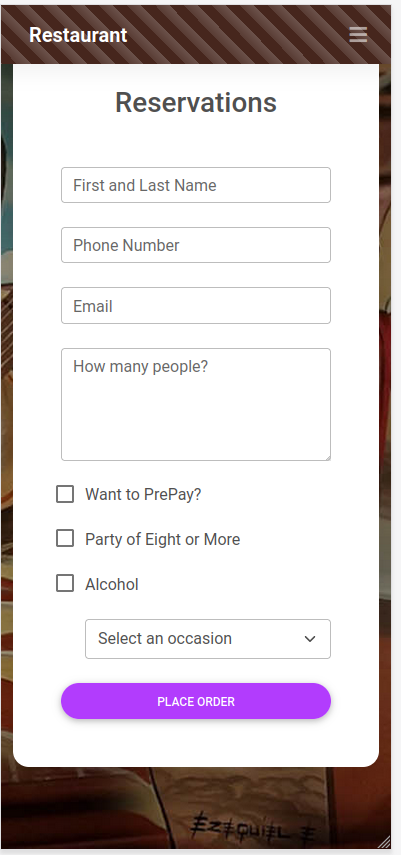 Restaurant
Reservations
First and Last Name
Phone Number
Email
How many people?
Want to PrePay?
Party of Eight or More
Alcohol
Select an occasion
PLACE ORDER
EZEQUIEL E